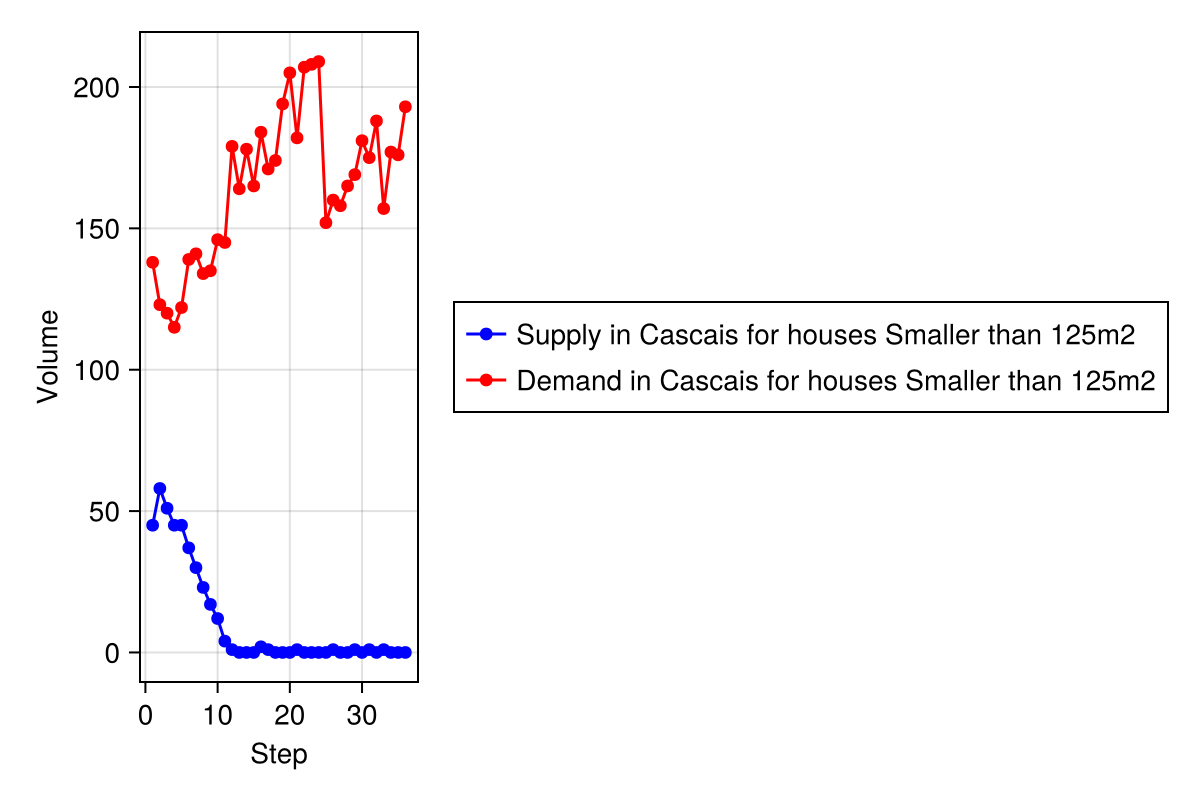 200
150
100
50
0
Volume
0 10 20 30
Step
Supply in Cascais for houses Smaller than 125m2
Demand in Cascais for houses Smaller than 125m2